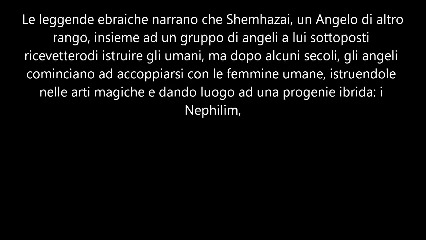 Le leggende ebraiche narrano che Shemhazai, un Angelo di altro
rango, insieme ad un gruppo di angeli a lui sottoposti
ricevetterodi istruire gli umani, ma dopo alcuni secoli, gli angeli
cominciano ad accoppiarsi con le femmine umane, istruendole
nelle arti magiche e dando luogo ad una progenie ibrida: i
Nephilim,